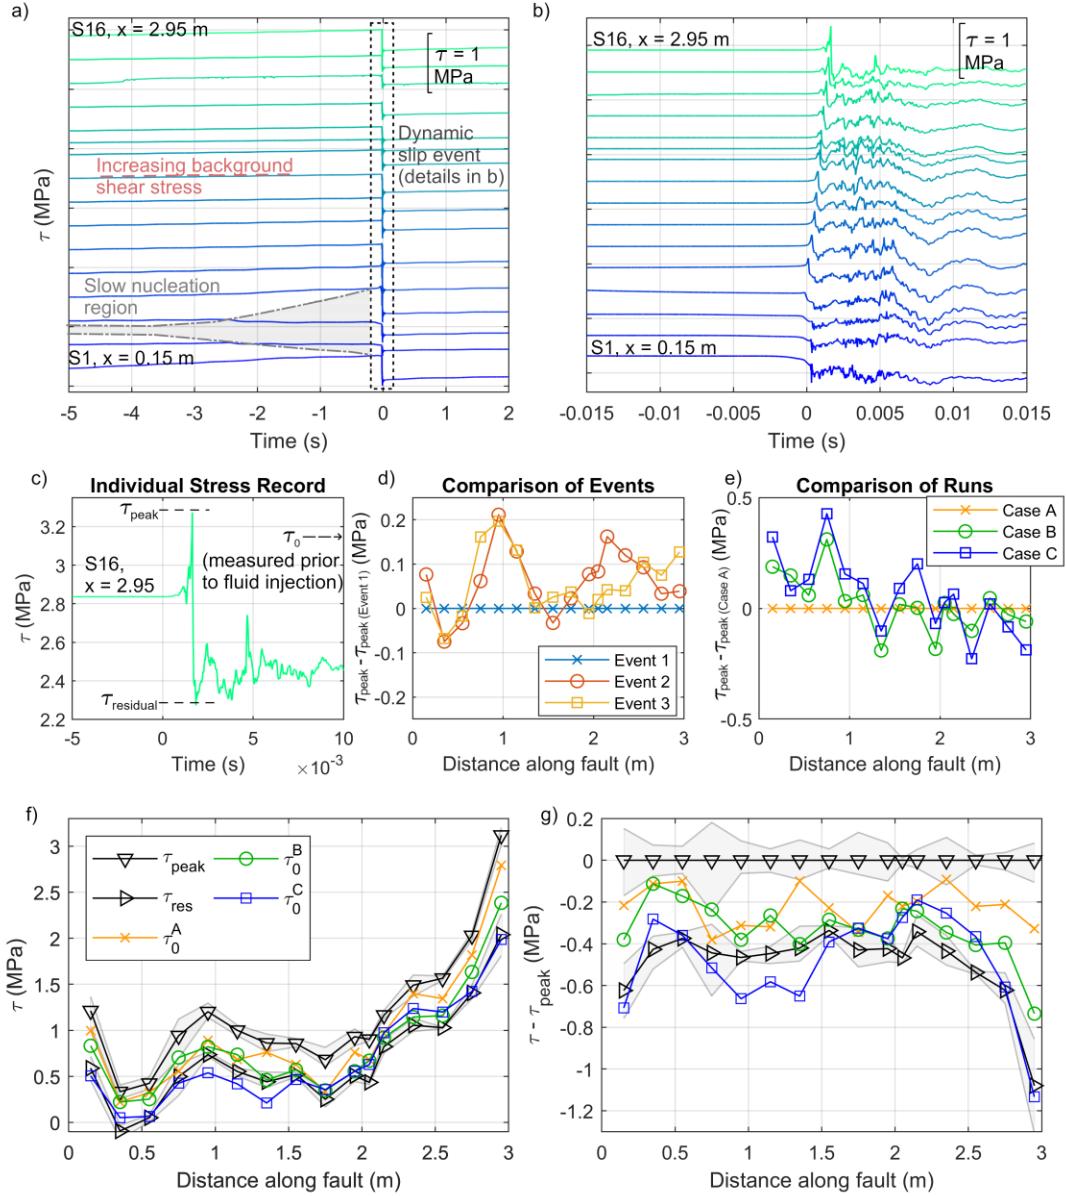 a)
S16, x = 2.95 m
τ = 1
MPa
Dynamic
slip event
(details in b)
Increasing background
shear stress
Slow nucleation
region
S1, x = 0.15 m
τ (MPa)
-5 -4 -3 -2 -1 0 1 2
Time (s)
b)
S16, x = 2.95 m
τ = 1
MPa
S1, x = 0.15 m
-0.015 -0.01 -0.005 0 0.005 0.01 0.015
Time (s)
c)
Individual Stress Record
τpeak
τ0
(measured prior
to fluid injection)
S16,
x = 2.95
τresidual
3.2
3
2.8
2.6
2.4
2.2
τ (MPa)
-5 0 5 10
Time (s)
×10-3
d)
Comparison of Events
τpeak - τpeak (Event 1) (MPa)
0.2
0.1
0
-0.1
-0.2
Event 1
Event 2
Event 3
0 1 2 3
Distance along fault (m)
e)
Comparison of Runs
τpeak - τpeak (Case A) (MPa)
0.5
0
-0.5
Case A
Case B
Case C
0 1 2 3
Distance along fault (m)
f)
τpeak
τres
τ0A
τ0B
τ0C
3
2.5
2
1.5
1
0.5
0
τ (MPa)
0 0.5 1 1.5 2 2.5 3
Distance along fault (m)
g)
0.2
0
-0.2
-0.4
-0.6
-0.8
-1
-1.2
τ - τpeak (MPa)
0 0.5 1 1.5 2 2.5 3
Distance along fault (m)